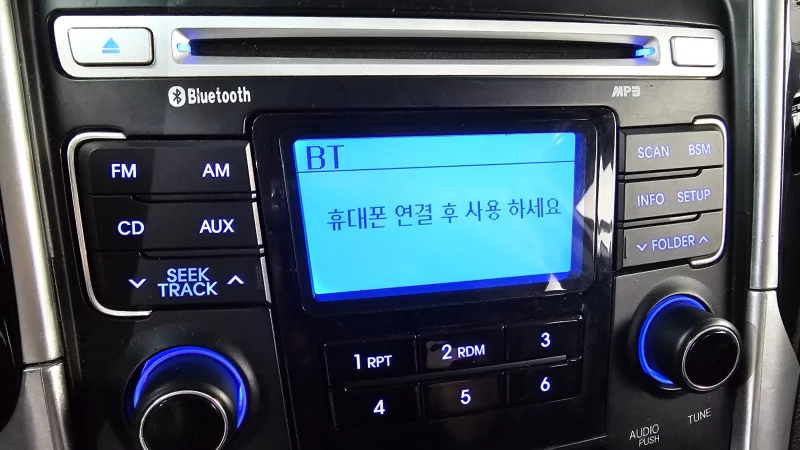 Bluetooth
MP3
FM AM
CD AUX
SEEK
TRACK
BT
휴대폰 연결 후 사용 하세요
SCAN BSM
INFO SETUP
FOLDER
1 RPT 2 RDM 3
4 5 6
AUDIO
PUSH
TUNE